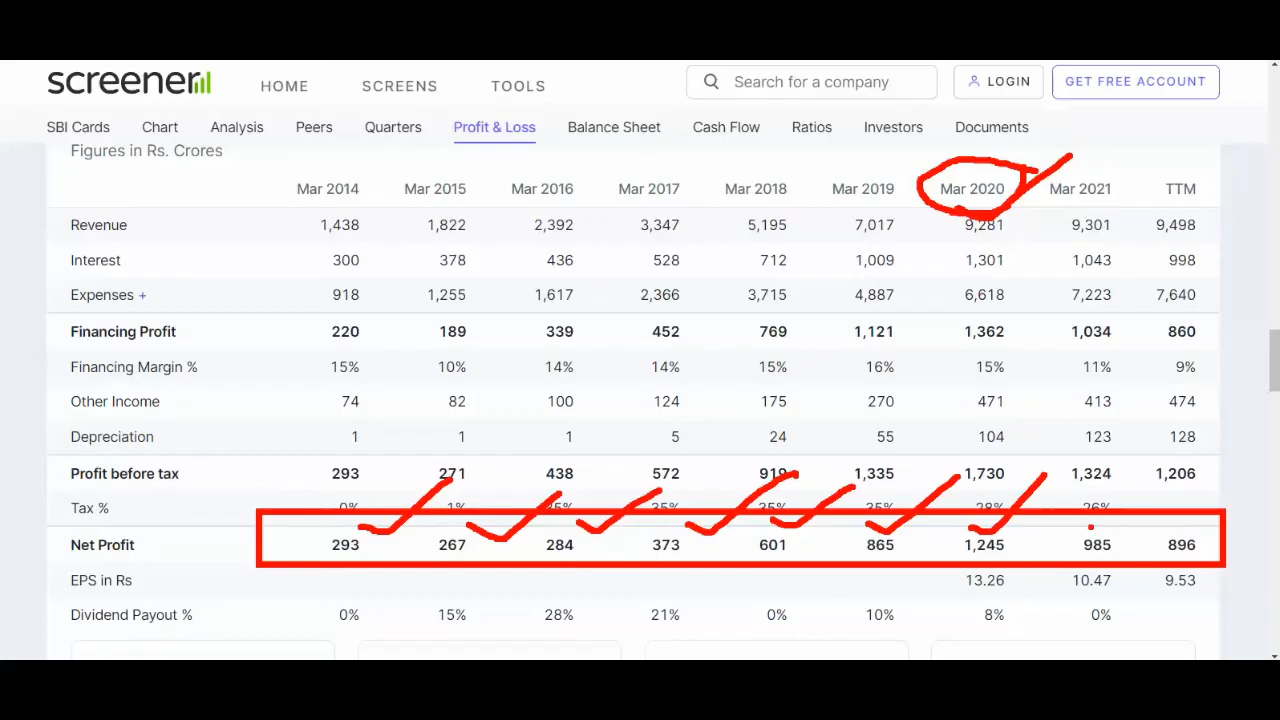 screener HOME SCREENS TOOLS Search for a company LOGIN GET FREE ACCOUNT
SBI Cards Chart Analysis Peers Quarters Profit & Loss Balance Sheet Cash Flow Ratios Investors Documents
Figures in Rs. Crores
Mar 2014 Mar 2015 Mar 2016 Mar 2017 Mar 2018 Mar 2019 Mar 2020 Mar 2021 TTM
Revenue 1,438 1,822 2,392 3,347 5,195 7,017 9,281 9,301 9,498
Interest 300 378 436 528 712 1,009 1,301 1,043 998
Expenses + 918 1,255 1,617 2,366 3,715 4,887 6,618 7,223 7,640
Financing Profit 220 189 339 452 769 1,121 1,362 1,034 860
Financing Margin % 15% 10% 14% 14% 15% 16% 15% 11% 9%
Other Income 74 82 100 124 175 270 471 413 474
Depreciation 1 1 1 5 24 55 104 123 128
Profit before tax 293 271 438 572 919 1,335 1,730 1,324 1,206
Tax % 0% 1% 35% 35% 35% 35% 28% 26%
Net Profit 293 267 284 373 601 865 1,245 985 896
EPS in Rs 13.26 10.47 9.53
Dividend Payout % 0% 15% 28% 21% 0% 10% 8% 0%